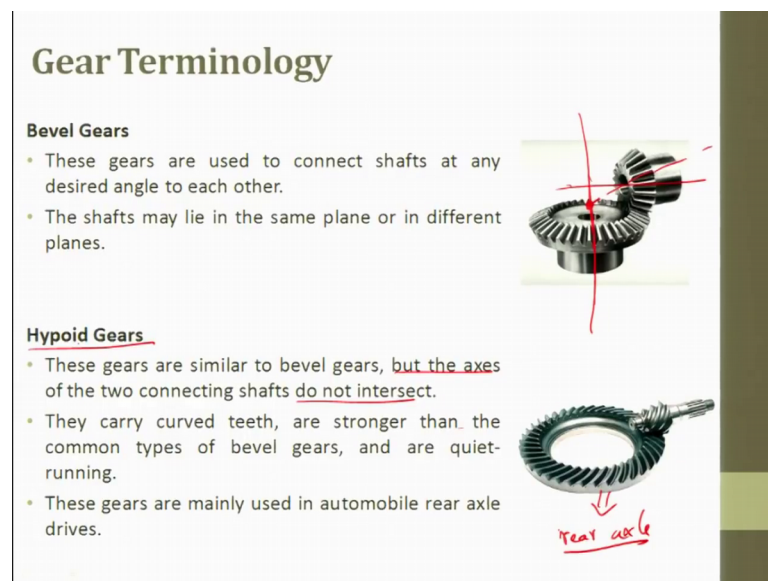 Gear Terminology
Bevel Gears
• These gears are used to connect shafts at any
desired angle to each other.
• The shafts may lie in the same plane or in different
planes.
Hypoid Gears
• These gears are similar to bevel gears, but the axes
of the two connecting shafts do not intersect.
• They carry curved teeth, are stronger than the
common types of bevel gears, and are quiet-
running.
• These gears are mainly used in automobile rear axle
drives.
rear axle